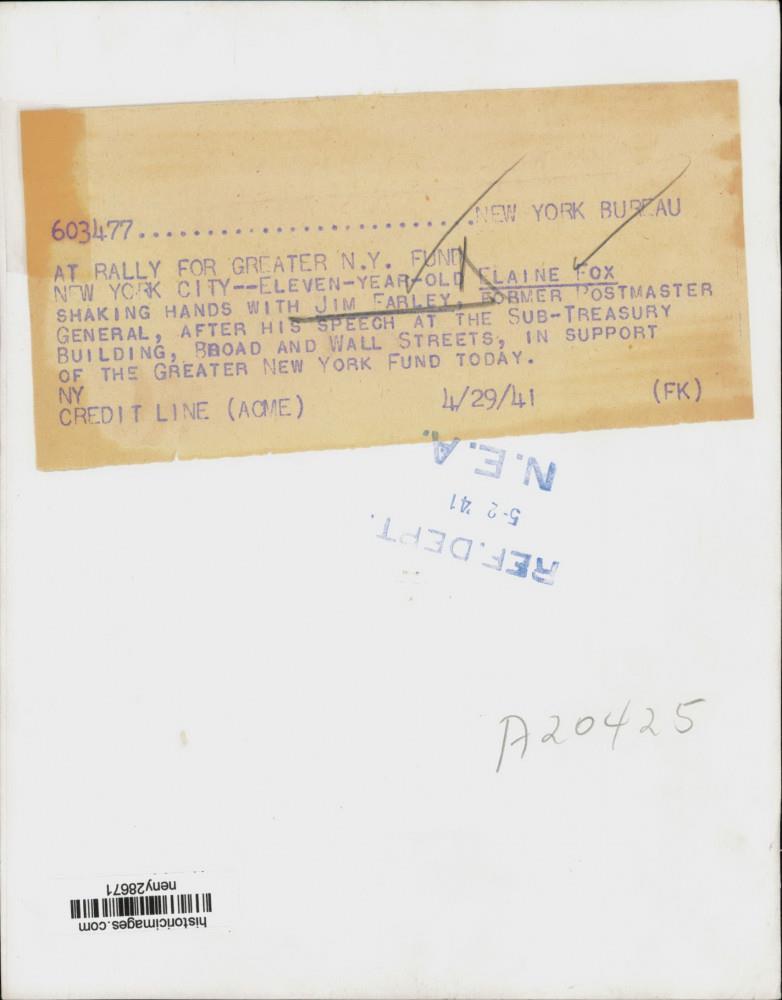 603477.........................NEW YORK BUREAU
AT RALLY FOR GREATER N.Y. FUND
NEW YORK CITY--ELEVEN-YEAR-OLD ELAINE FOX
SHAKING HANDS WITH JIM FARLEY, FORMER POSTMASTER
GENERAL, AFTER HIS SPEECH AT THE SUB-TREASURY
BUILDING, BROAD AND WALL STREETS, IN SUPPORT
OF THE GREATER NEW YORK FUND TODAY.
NY
CREDIT LINE (ACME) 4/29/41 (FK)
REF. DEPT.
5-2 '41
N.E.A.
A20425
historicimages.com
neny28671